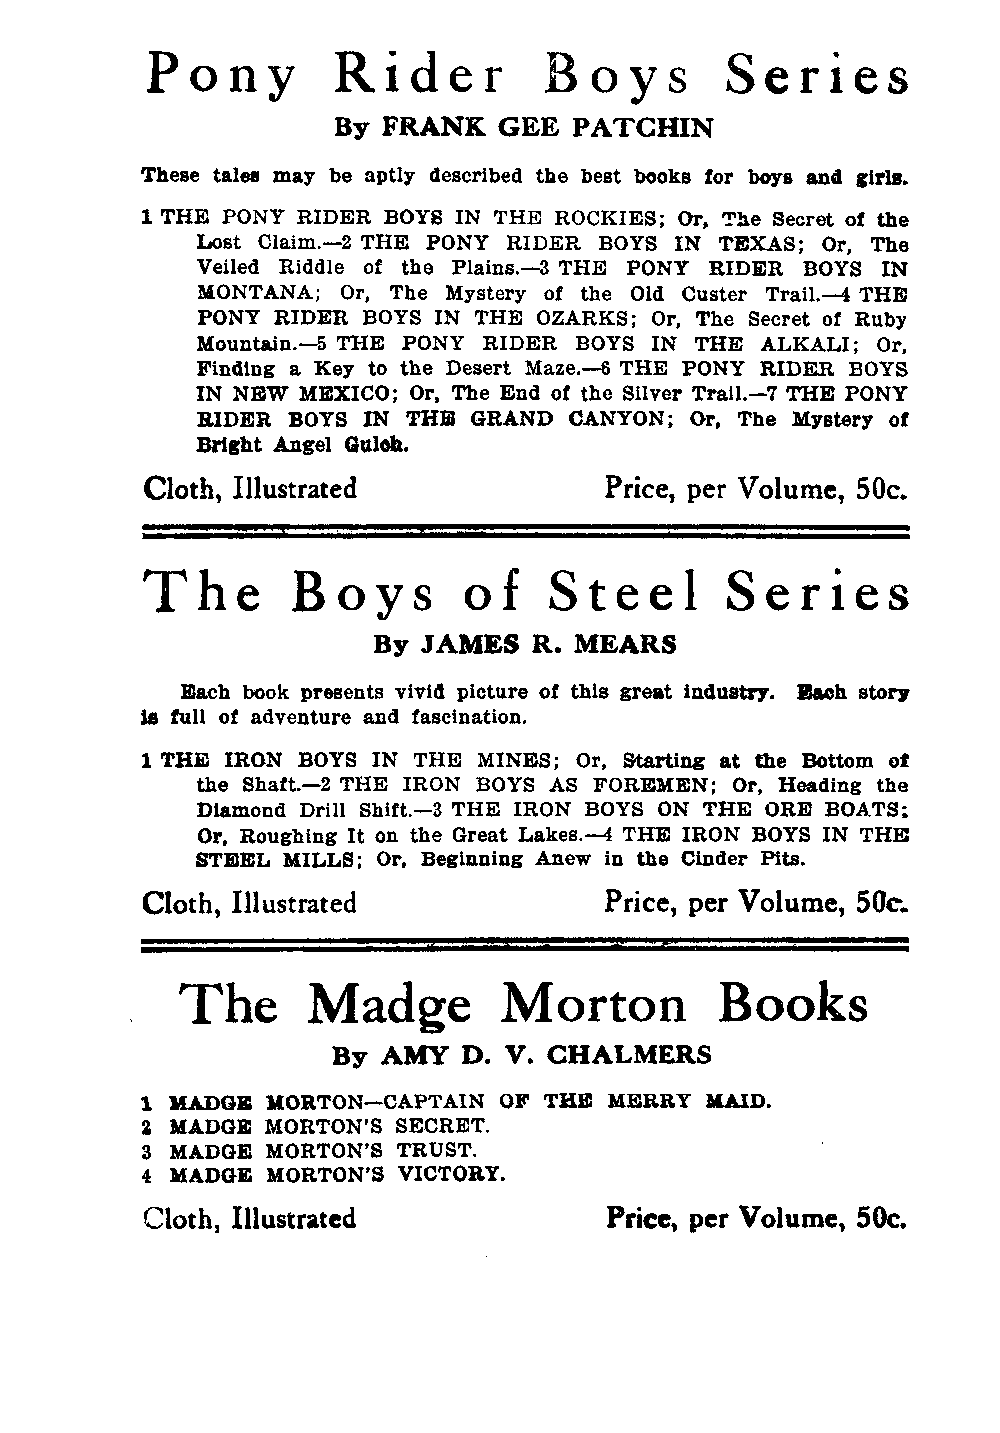 Pony Rider Boys Series
By FRANK GEE PATCHIN
These tales may be aptly described the best books for boys and girls.
1 THE PONY RIDER BOYS IN THE ROCKIES; Or, The Secret of the
Lost Claim.—2 THE PONY RIDER BOYS IN TEXAS; Or, The
Veiled Riddle of the Plains.—3 THE PONY RIDER BOYS IN
MONTANA; Or, The Mystery of the Old Custer Trail.—4 THE
PONY RIDER BOYS IN THE OZARKS; Or, The Secret of Ruby
Mountain.—5 THE PONY RIDER BOYS IN THE ALKALI; Or,
Finding a Key to the Desert Maze.—6 THE PONY RIDER BOYS
IN NEW MEXICO; Or, The End of the Silver Trail.—7 THE PONY
RIDER BOYS IN THE GRAND CANYON; Or, The Mystery of
Bright Angel Gulch.
Cloth, Illustrated Price, per Volume, 50c.
The Boys of Steel Series
By JAMES R. MEARS
Each book presents vivid picture of this great industry. Each story
is full of adventure and fascination.
1 THE IRON BOYS IN THE MINES; Or, Starting at the Bottom of
the Shaft.—2 THE IRON BOYS AS FOREMEN; Or, Heading the
Diamond Drill Shift.—3 THE IRON BOYS ON THE ORE BOATS;
Or, Roughing It on the Great Lakes.—4 THE IRON BOYS IN THE
STEEL MILLS; Or, Beginning Anew in the Cinder Pits.
Cloth, Illustrated Price, per Volume, 50c.
The Madge Morton Books
By AMY D. V. CHALMERS
1 MADGE MORTON—CAPTAIN OF THE MERRY MAID.
2 MADGE MORTON'S SECRET.
3 MADGE MORTON'S TRUST.
4 MADGE MORTON'S VICTORY.
Cloth, Illustrated Price, per Volume, 50c.